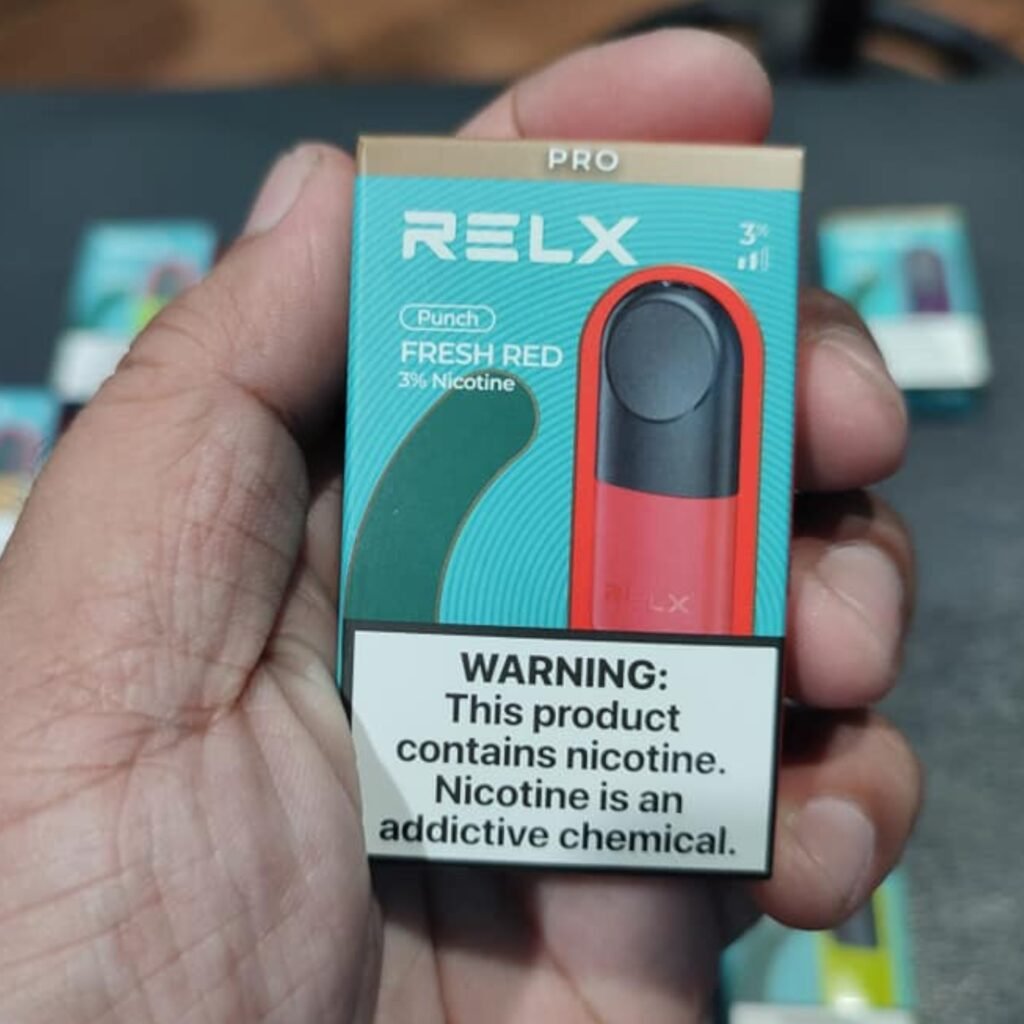 PRO
RELX
3%
Punch
FRESH RED
3% Nicotine
RELX
WARNING:
This product
contains nicotine.
Nicotine is an
addictive chemical.